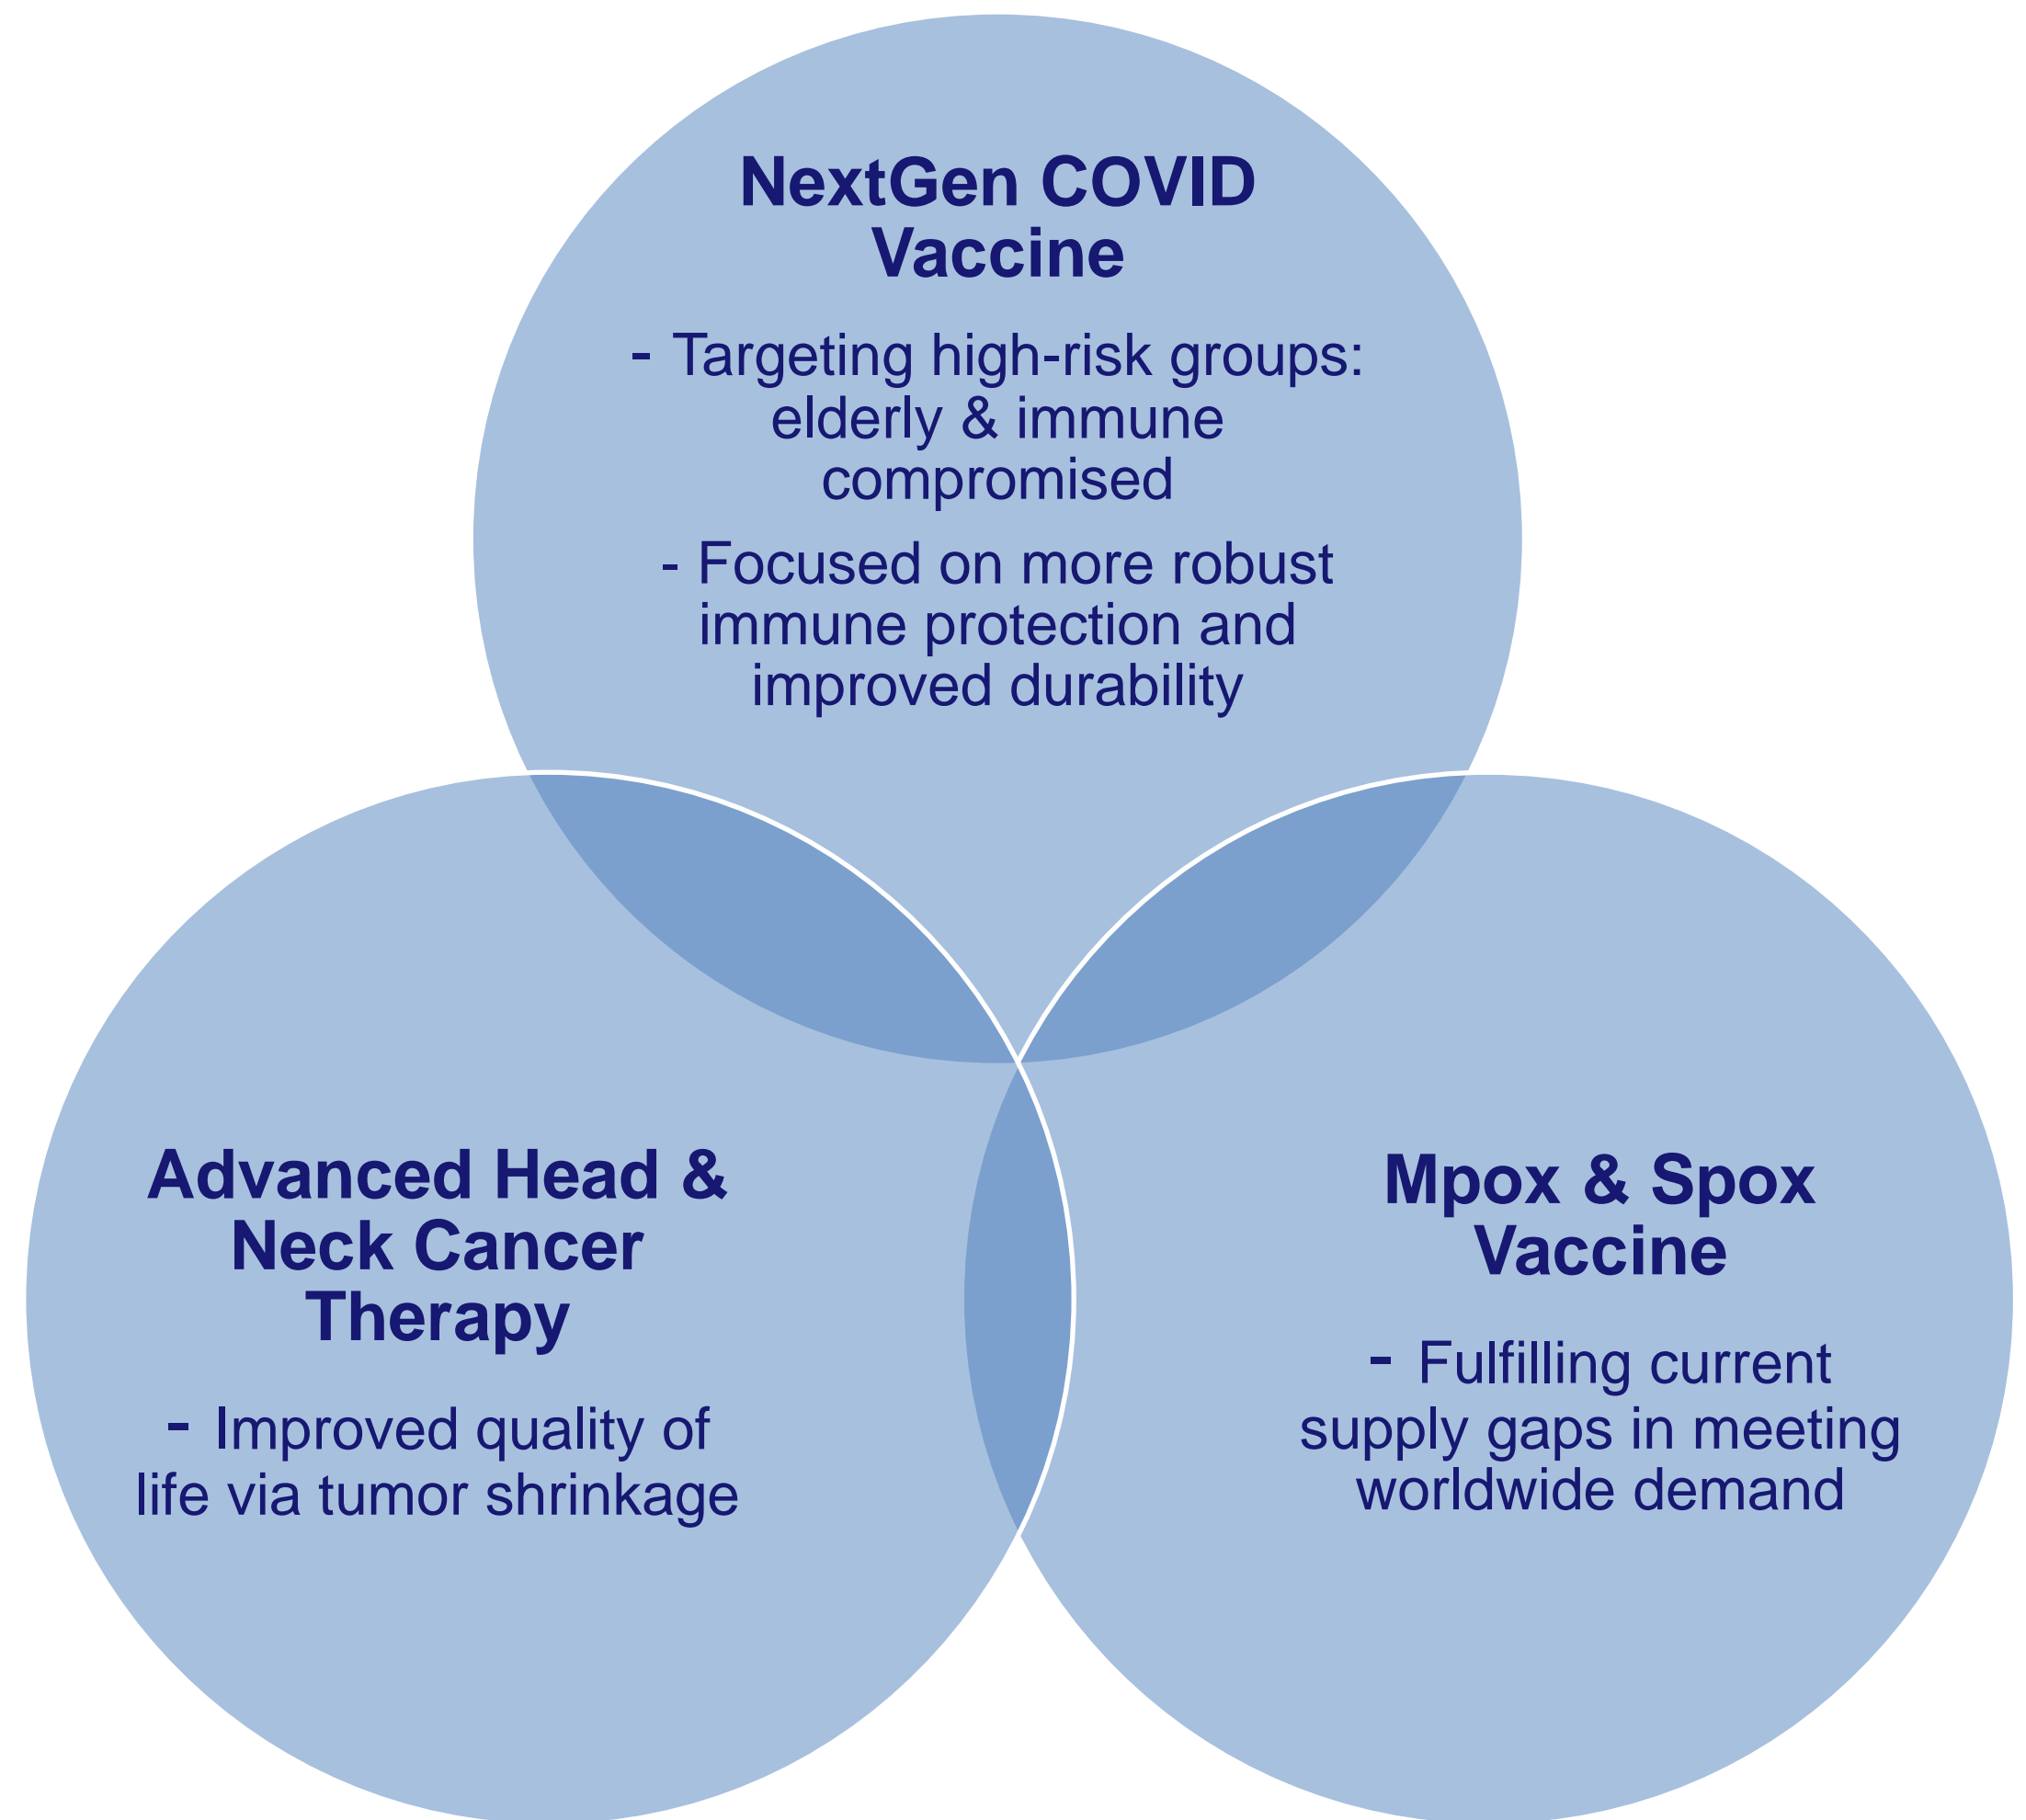 NextGen COVID
Vaccine
- Targeting high-risk groups:
elderly & immune
compromised
- Focused on more robust
immune protection and
improved durability
Advanced Head &
Neck Cancer
Therapy
- Improved quality of
life via tumor shrinkage
Mpox & Spox
Vaccine
- Fulfilling current
supply gaps in meeting
worldwide demand